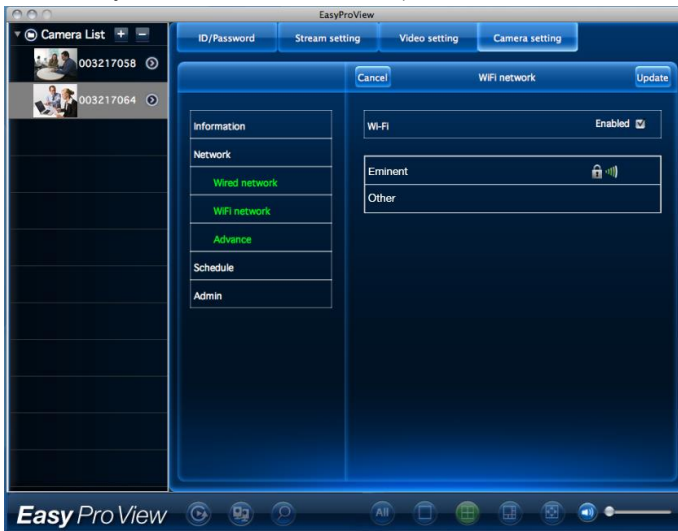 EasyProView
Camera List + -
003217058
003217064
ID/Password Stream setting Video setting Camera setting
Cancel WiFi network Update
Information
Network
Wired network
WiFi network
Advance
Schedule
Admin
Wi-Fi Enabled
Eminent
Other
Easy Pro View
All